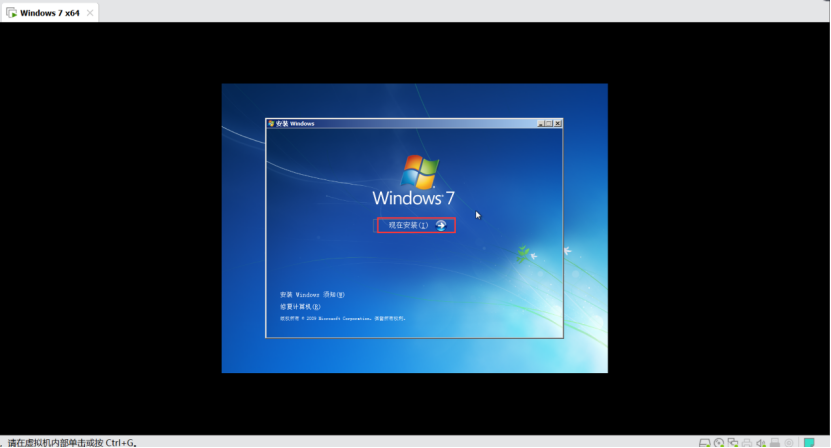 Windows 7 x64
安装 Windows
Windows 7
现在安装(I)
安装 Windows 须知(W)
修复计算机(R)
版权所有 © 2009 Microsoft Corporation。保留所有权利。
请在虚拟机内部单击或按 Ctrl+G。